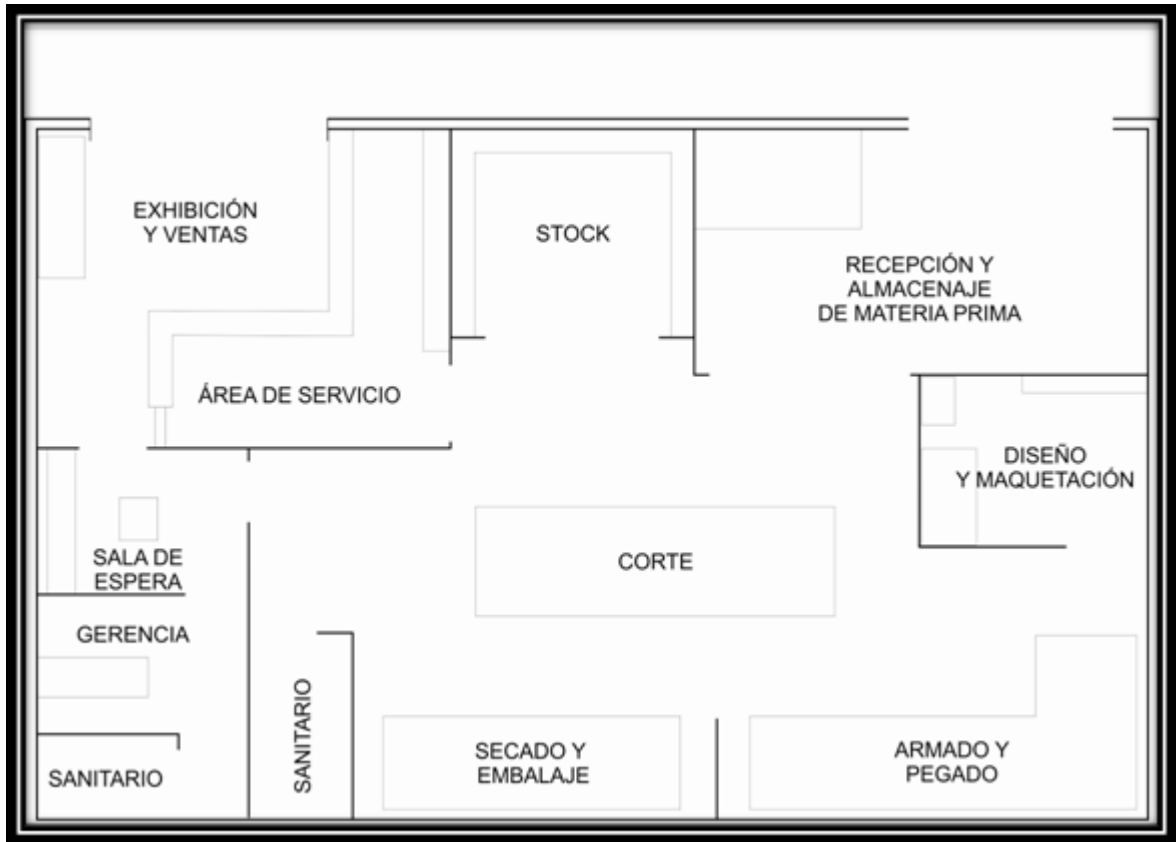 EXHIBICIÓN
Y VENTAS
STOCK
RECEPCIÓN Y
ALMACENAJE
DE MATERIA PRIMA
ÁREA DE SERVICIO
DISEÑO
Y MAQUETACIÓN
SALA DE
ESPERA
CORTE
GERENCIA
SANITARIO
SANITARIO
SECADO Y
EMBALAJE
ARMADO Y
PEGADO